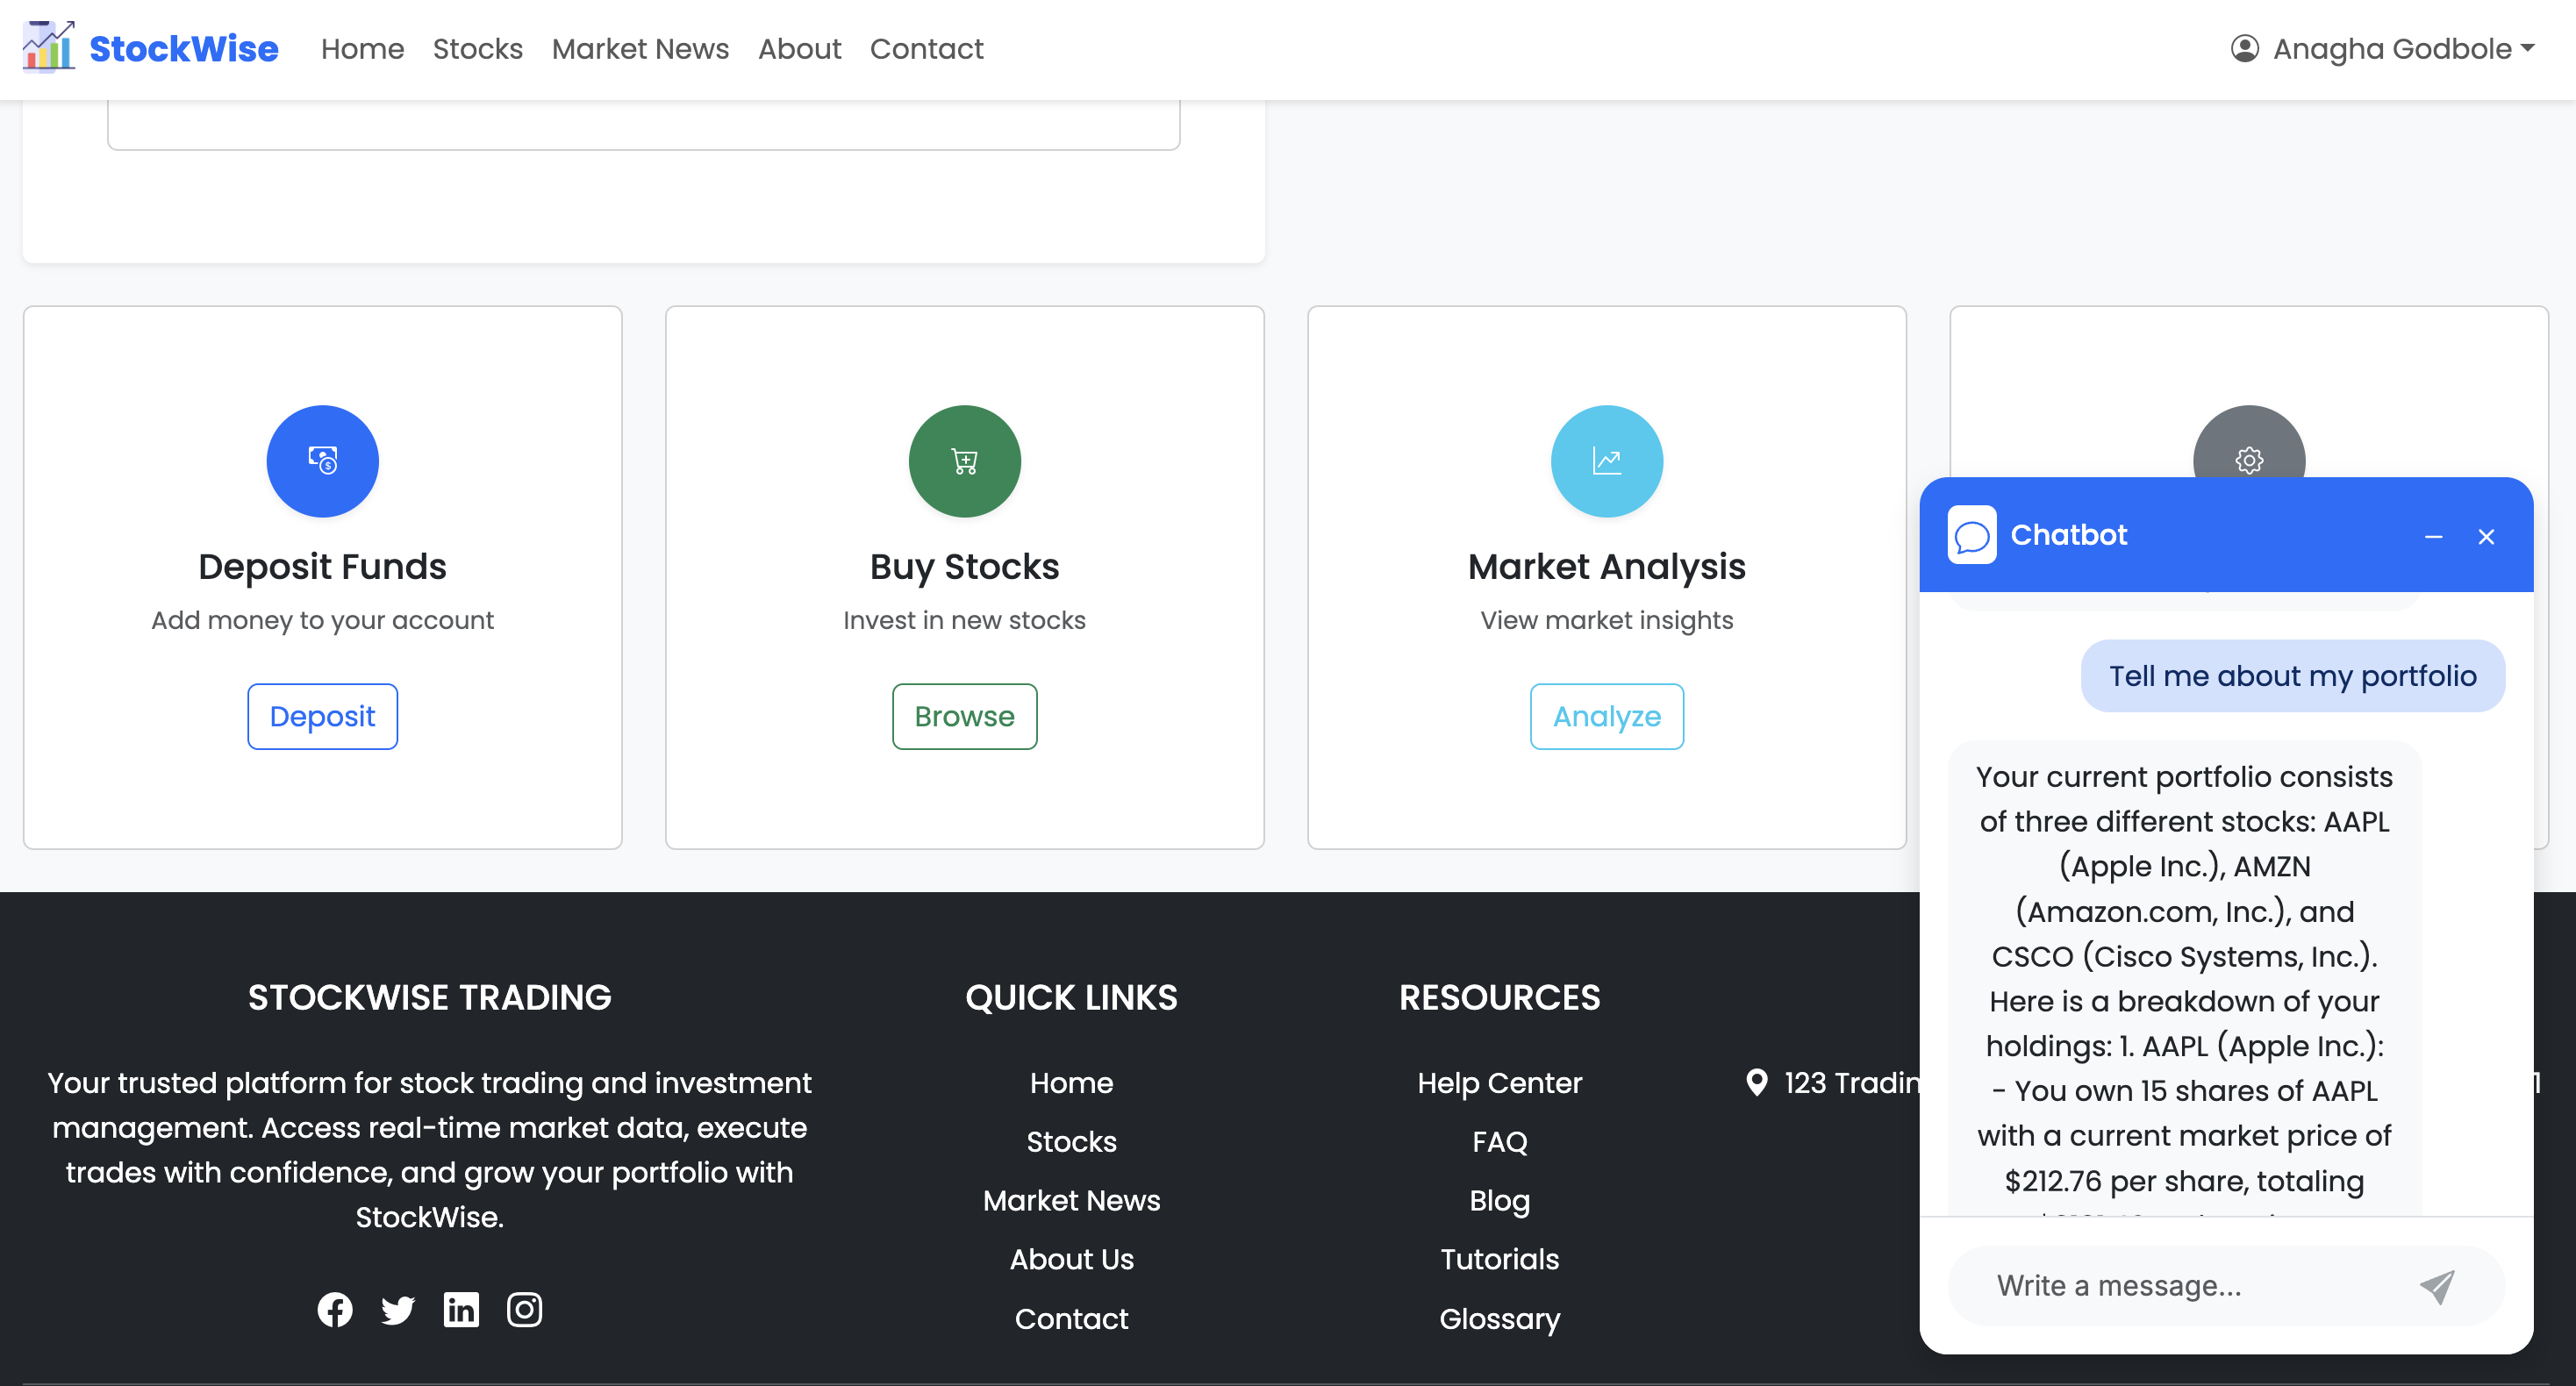 StockWise
Home
Stocks
Market News
About
Contact
Anagha Godbole
Deposit Funds
Add money to your account
Deposit
Buy Stocks
Invest in new stocks
Browse
Market Analysis
View market insights
Analyze
STOCKWISE TRADING
Your trusted platform for stock trading and investment
management. Access real-time market data, execute
trades with confidence, and grow your portfolio with
StockWise.
QUICK LINKS
Home
Stocks
Market News
About Us
Contact
RESOURCES
Help Center
FAQ
Blog
Tutorials
Glossary
123
Chatbot
Tell me about my portfolio
Your current portfolio consists
of three different stocks: AAPL
(Apple Inc.), AMZN
(Amazon.com, Inc.), and
CSCO (Cisco Systems, Inc.).
Here is a breakdown of your
holdings: 1. AAPL (Apple Inc.):
- You own 15 shares of AAPL
with a current market price of
$212.76 per share, totaling
Write a message...